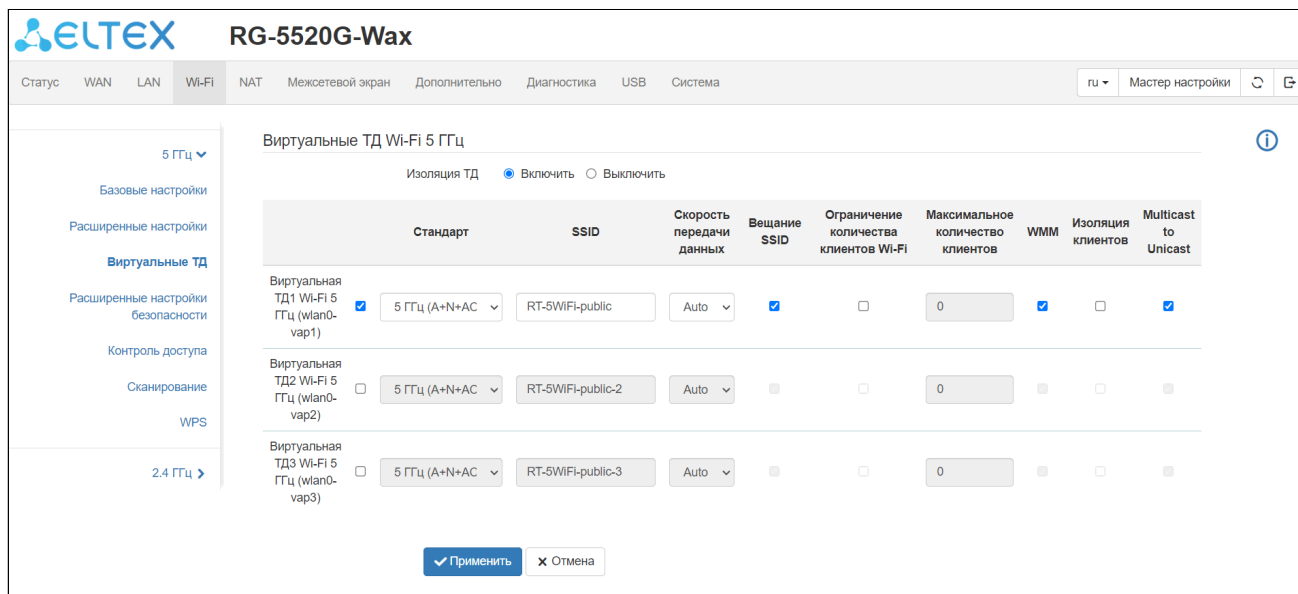 ELTEX RG-5520G-Wax
Статус WAN LAN Wi-Fi NAT Межсетевой экран Дополнительно Диагностика USB Система ru Мастер настройки
5 ГГц
Базовые настройки
Расширенные настройки
Виртуальные ТД
Расширенные настройки
безопасности
Контроль доступа
Сканирование
WPS
2.4 ГГц
Виртуальные ТД Wi-Fi 5 ГГц
Изоляция ТД Включить Выключить
Стандарт
SSID
Скорость
передачи
данных
Вещание
SSID
Ограничение
количества
клиентов Wi-Fi
Максимальное
количество
клиентов
WMM
Изоляция
клиентов
Multicast
to
Unicast
Виртуальная
ТД1 Wi-Fi 5
ГГц (wlan0-
vap1)
5 ГГц (A+N+AC RT-5WiFi-public Auto 0
Виртуальная
ТД2 Wi-Fi 5
ГГц (wlan0-
vap2)
5 ГГц (A+N+AC RT-5WiFi-public-2 Auto 0
Виртуальная
ТД3 Wi-Fi 5
ГГц (wlan0-
vap3)
5 ГГц (A+N+AC RT-5WiFi-public-3 Auto 0
Применить Отмена